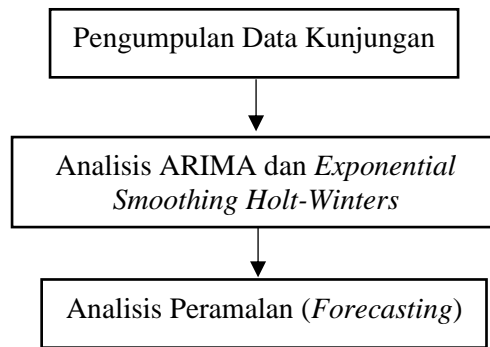 Pengumpulan Data Kunjungan
Analisis ARIMA dan Exponential
Smoothing Holt-Winters
Analisis Peramalan (Forecasting)